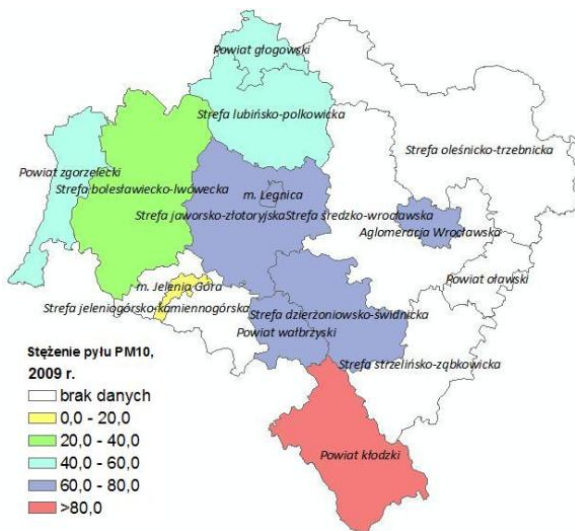 Powiat głogowski
Strefa lubińsko-polkowicka
Strefa oleśnicko-trzebnicka
Powiat zgorzelecki
Strefa bolesławiecko-lwówecka
m. Legnica
Strefa jaworsko-złotoryjska
Strefa średzko-wrocławska
Aglomeracja Wrocławska
Powiat oławski
m. Jelenia Góra
Strefa jeleniogórsko-kamiennogórska
Strefa dzierżoniowsko-świdnicka
Powiat wałbrzyski
Strefa strzelińsko-ząbkowicka
Powiat kłodzki
Stężenie pyłu PM10,
2009 r.
brak danych
0,0 - 20,0
20,0 - 40,0
40,0 - 60,0
60,0 - 80,0
>80,0